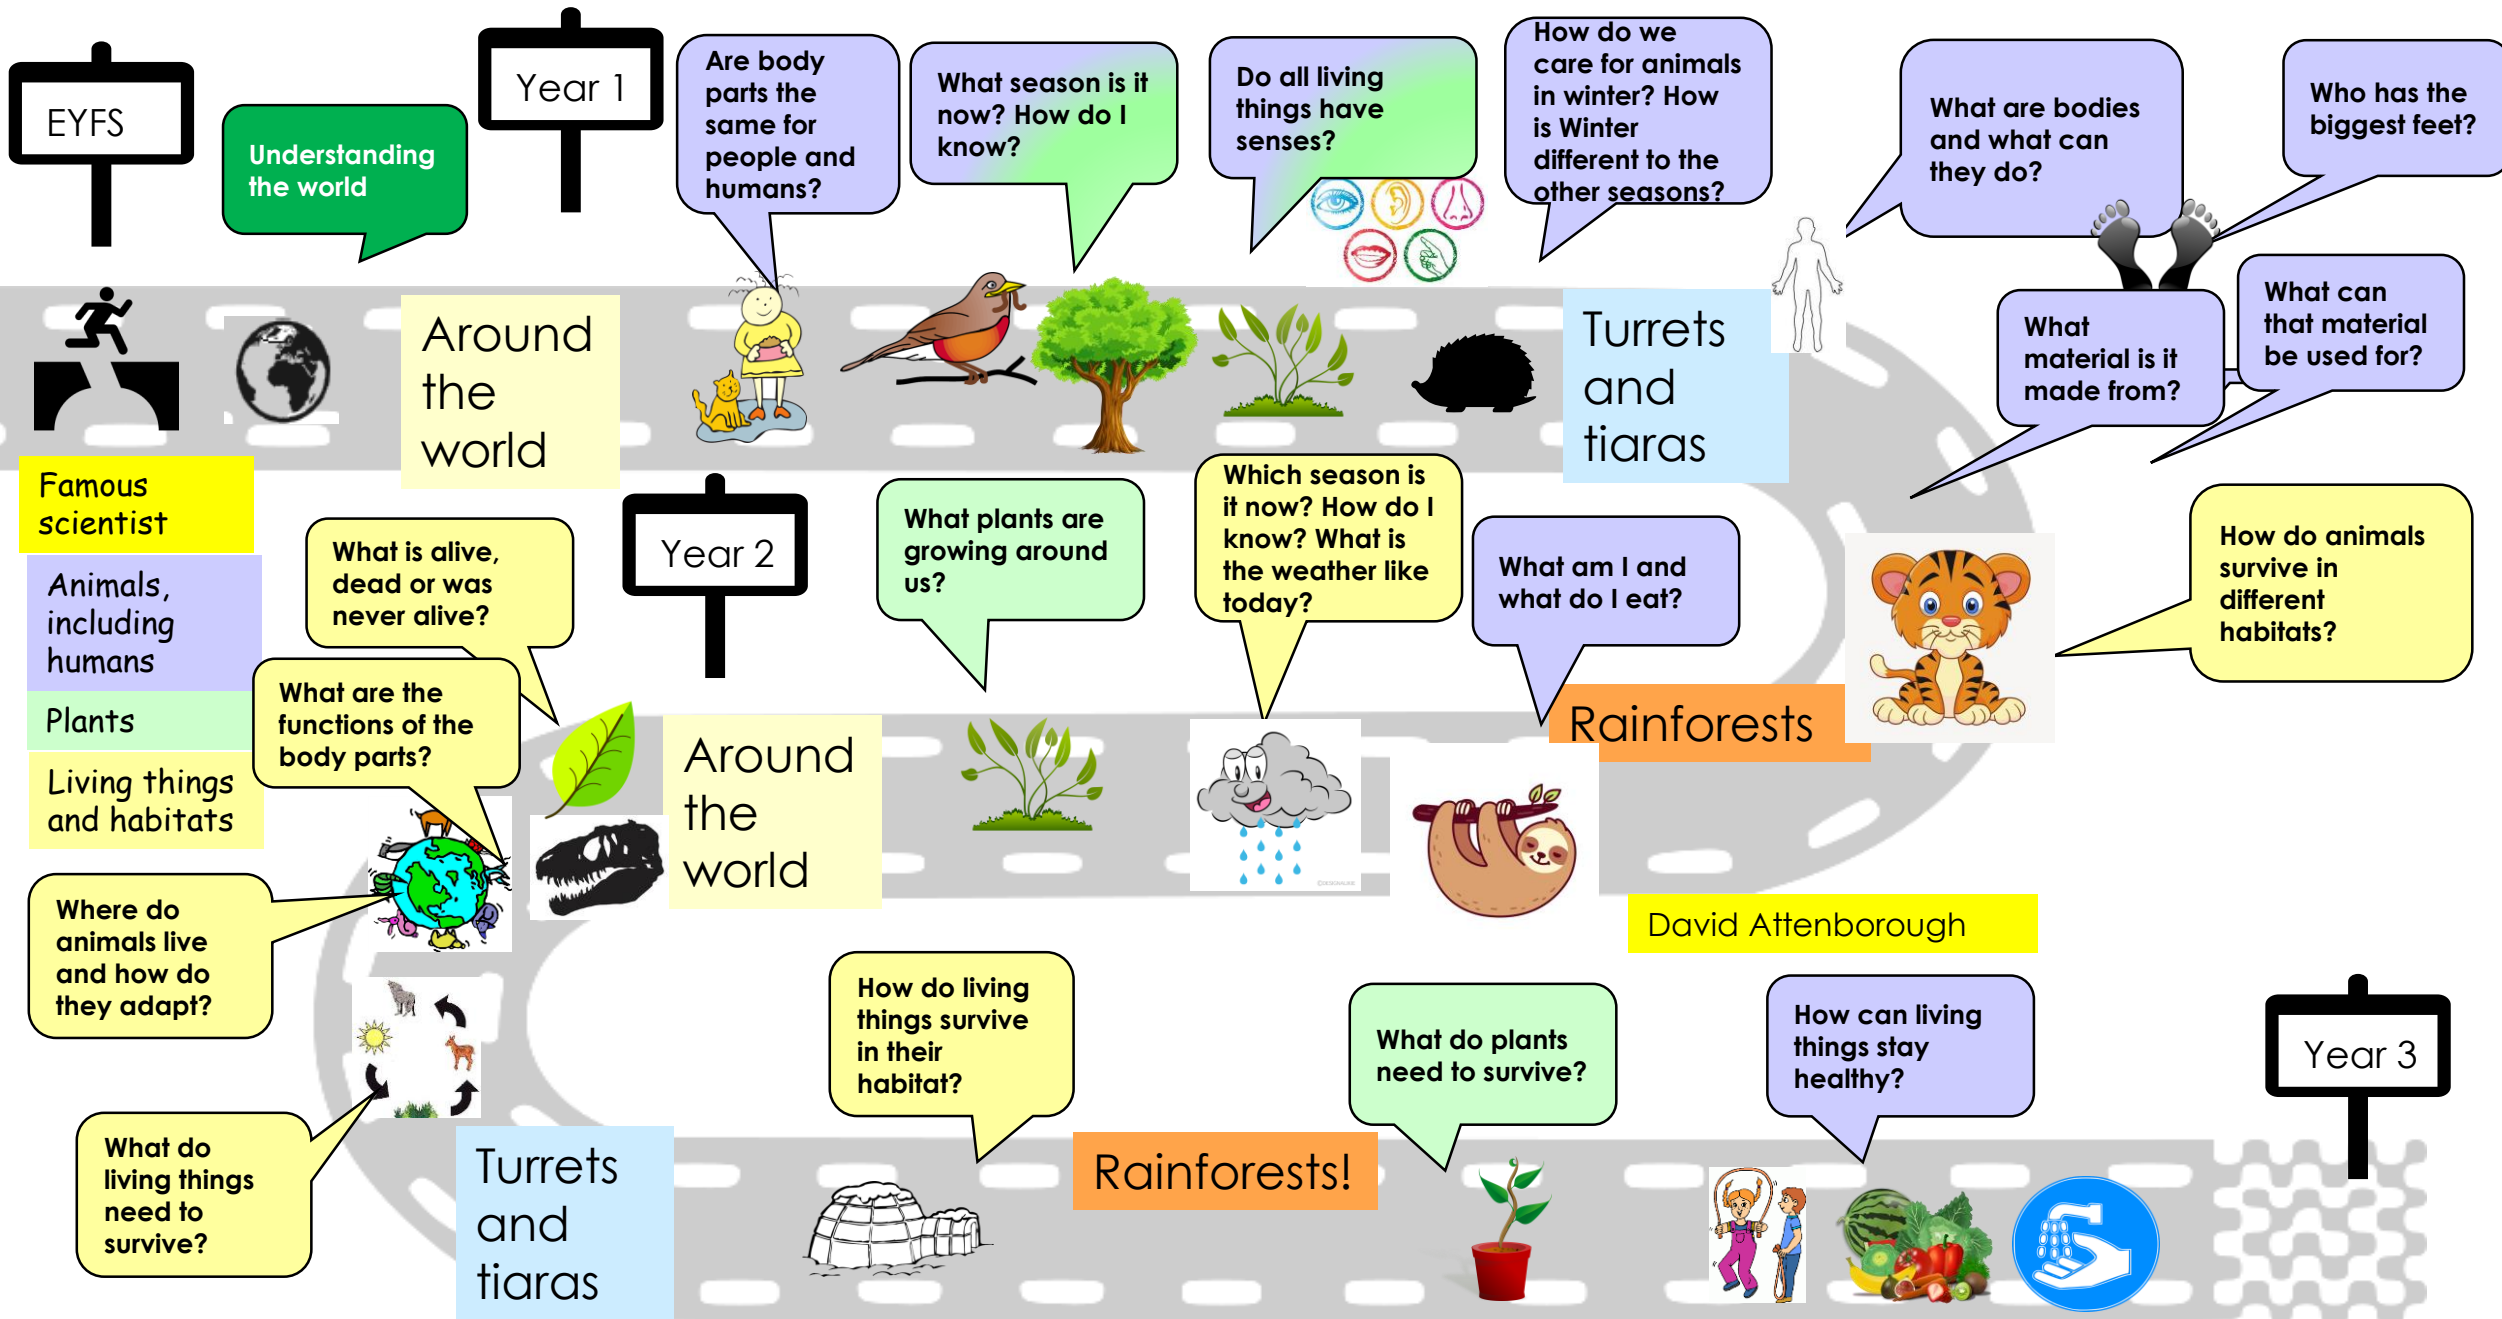 EYFS
Understanding
the world
Year 1
Are body
parts the
same for
people and
humans?
What season is it
now? How do I
know?
Do all living
things have
senses?
How do we
care for animals
in winter? How
is Winter
different to the
other seasons?
What are bodies
and what can
they do?
Who has the
biggest feet?
Around
the
world
Turrets
and
tiaras
What
material is it
made from?
What can
that material
be used for?
Famous
scientist
Animals,
including
humans
Plants
Living things
and habitats
What is alive,
dead or was
never alive?
Year 2
What plants are
growing around
us?
Which season is
it now? How do I
know? What is
the weather like
today?
What am I and
what do I eat?
How do animals
survive in
different
habitats?
What are the
functions of the
body parts?
Around
the
world
Rainforests
David Attenborough
Where do
animals live
and how do
they adapt?
How do living
things survive
in their
habitat?
What do plants
need to survive?
How can living
things stay
healthy?
Year 3
What do
living things
need to
survive?
Turrets
and
tiaras
Rainforests!